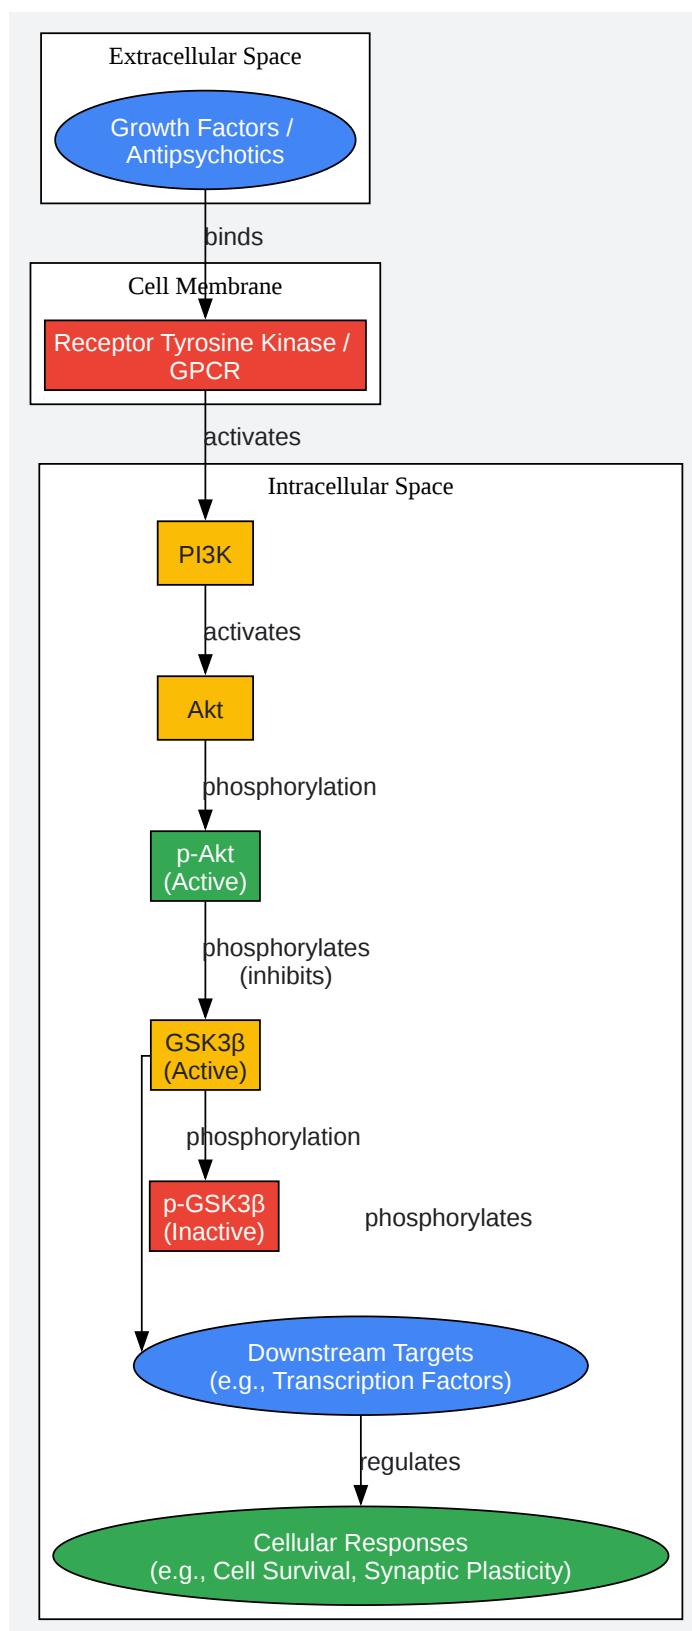 Extracellular Space
Growth Factors /
Antipsychotics
binds
Cell Membrane
Receptor Tyrosine Kinase /
GPCR
activates
Intracellular Space
PI3K
activates
Akt
phosphorylation
p-Akt
(Active)
phosphorylates
(inhibits)
GSK3β
(Active)
phosphorylation
p-GSK3β
(Inactive)
phosphorylates
Downstream Targets
(e.g., Transcription Factors)
regulates
Cellular Responses
(e.g., Cell Survival, Synaptic Plasticity)